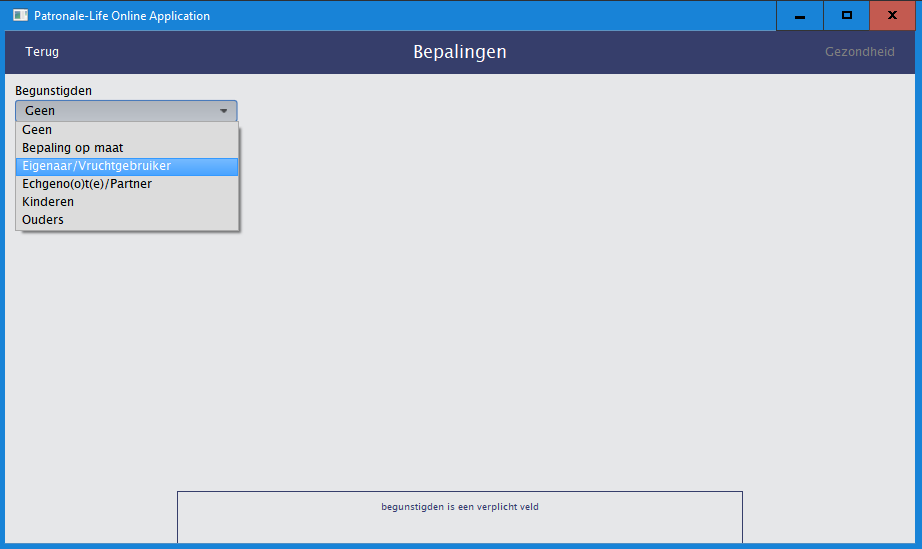 Patronale-Life Online Application
Terug
Bepalingen
Gezondheid
Begunstigden
Geen
Geen
Bepaling op maat
Eigenaar/Vruchtgebruiker
Echgeno(o)t(e)/Partner
Kinderen
Ouders
begunstigden is een verplicht veld